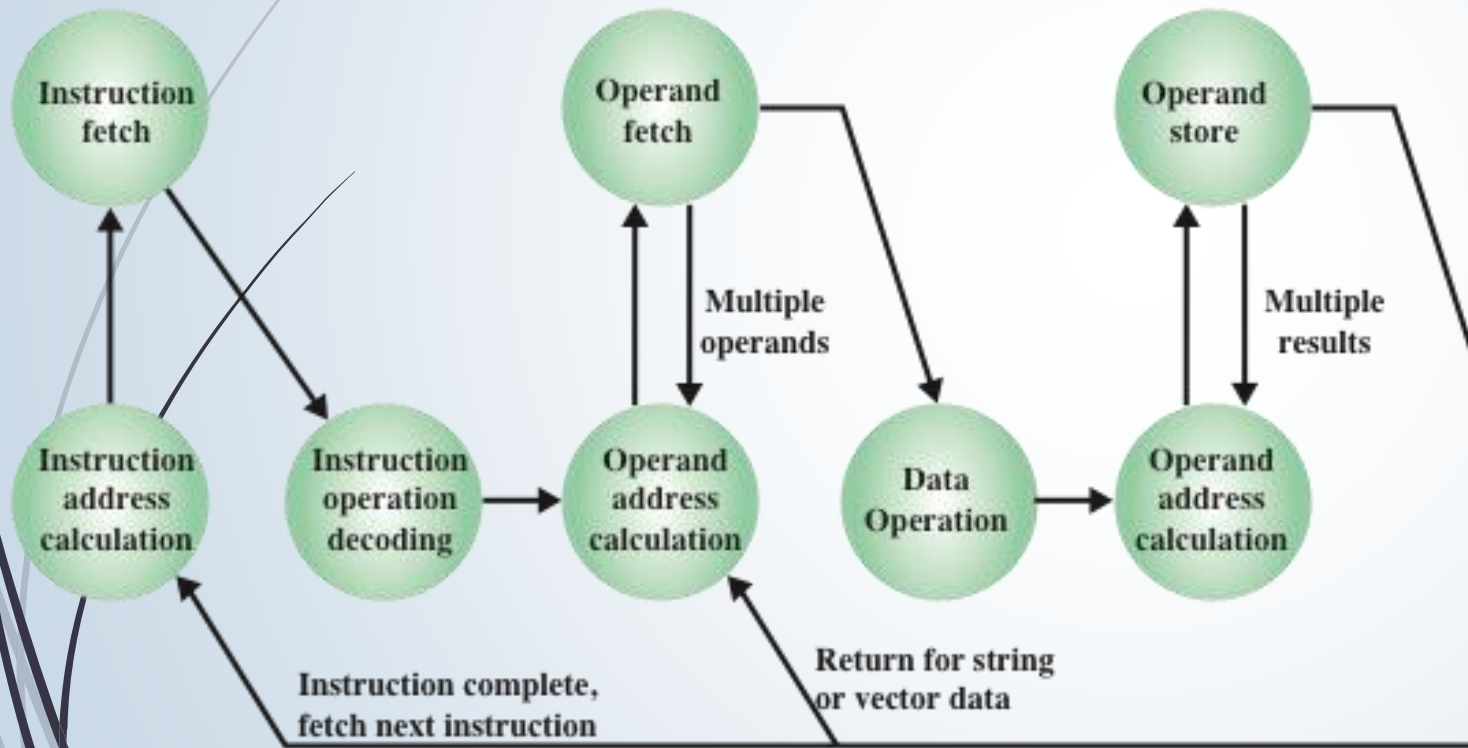 Instruction
fetch
Operand
fetch
Operand
store
Multiple
operands
Multiple
results
Instruction
address
calculation
Instruction
operation
decoding
Operand
address
calculation
Data
Operation
Operand
address
calculation
Instruction complete,
fetch next instruction
Return for string
or vector data